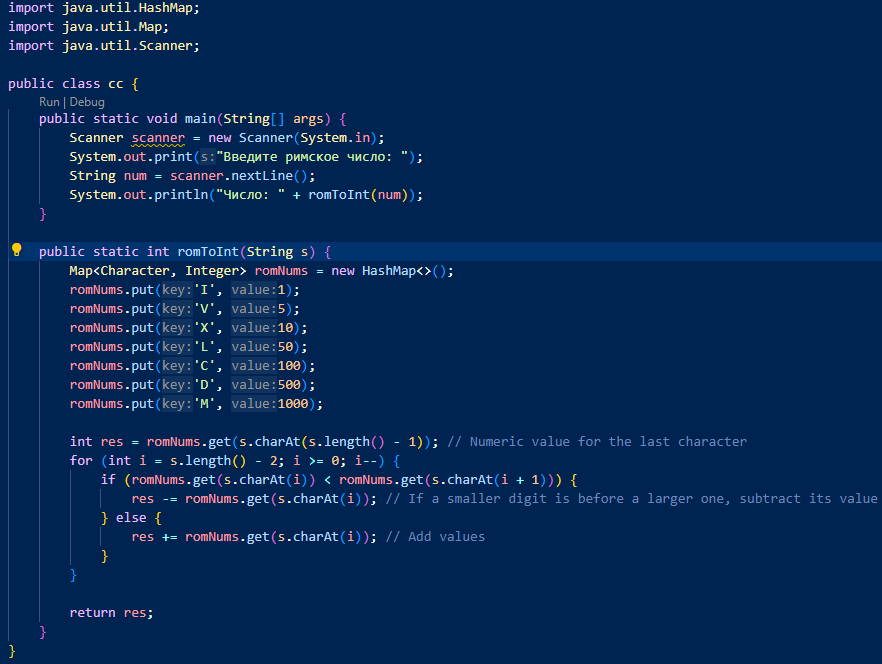 import java.util.HashMap;
import java.util.Map;
import java.util.Scanner;

public class cc {
    Run | Debug
    public static void main(String[] args) {
        Scanner scanner = new Scanner(System.in);
        System.out.print(s:"Введите римское число: ");
        String num = scanner.nextLine();
        System.out.println("Число: " + romToInt(num));
    }

    public static int romToInt(String s) {
        Map<Character, Integer> romNums = new HashMap<>();
        romNums.put(key:'I', value:1);
        romNums.put(key:'V', value:5);
        romNums.put(key:'X', value:10);
        romNums.put(key:'L', value:50);
        romNums.put(key:'C', value:100);
        romNums.put(key:'D', value:500);
        romNums.put(key:'M', value:1000);

        int res = romNums.get(s.charAt(s.length() - 1)); // Numeric value for the last character
        for (int i = s.length() - 2; i >= 0; i--) {
            if (romNums.get(s.charAt(i)) < romNums.get(s.charAt(i + 1))) {
                res -= romNums.get(s.charAt(i)); // If a smaller digit is before a larger one, subtract its value
            } else {
                res += romNums.get(s.charAt(i)); // Add values
            }
        }

        return res;
    }
}